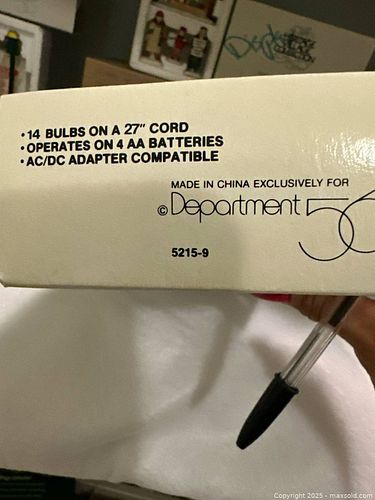 • 14 BULBS ON A 27" CORD
• OPERATES ON 4 AA BATTERIES
• AC/DC ADAPTER COMPATIBLE
MADE IN CHINA EXCLUSIVELY FOR
© Department 56
5215-9
Copyright 2025 - maxsold.com